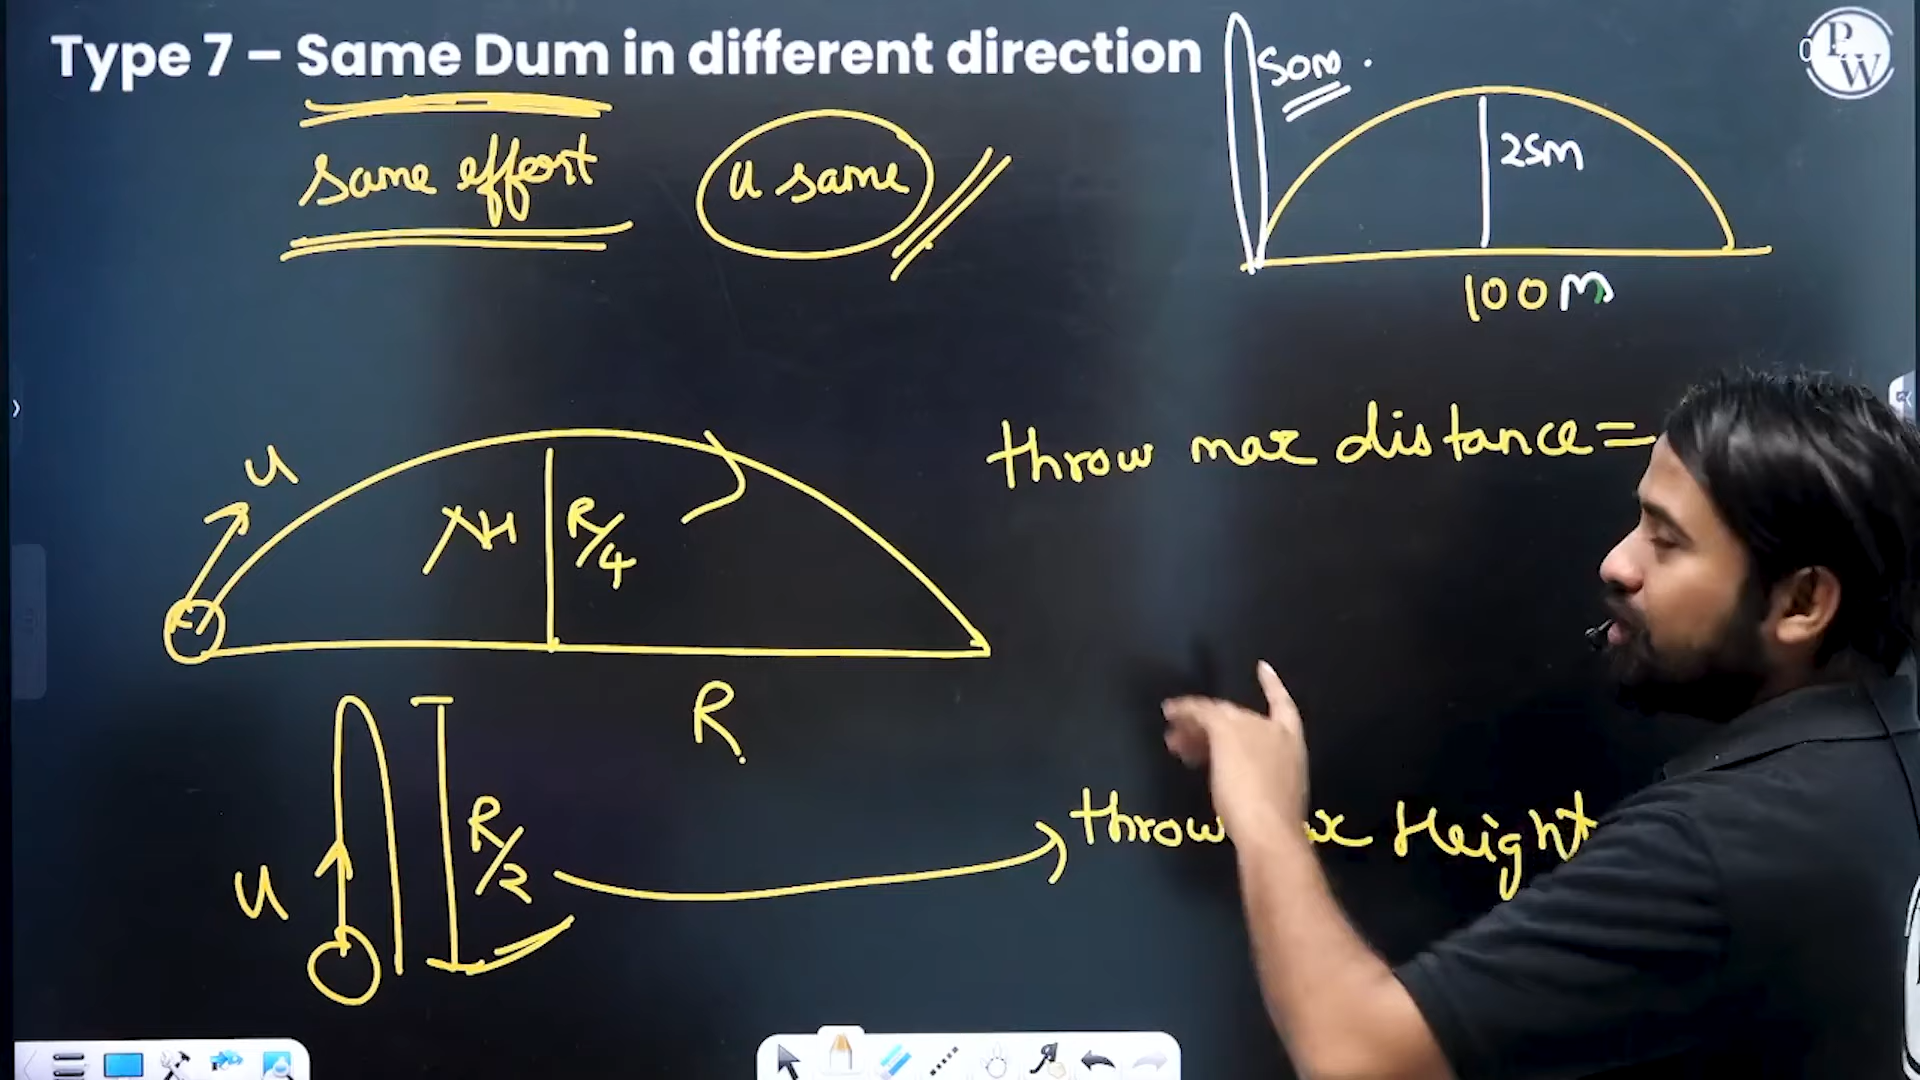 Type 7 – Same Dum in different direction
50m.
PW
same effort
u same
25m
100m
throw max distance =
u
H
R/4
R
throw Height
R/2
u